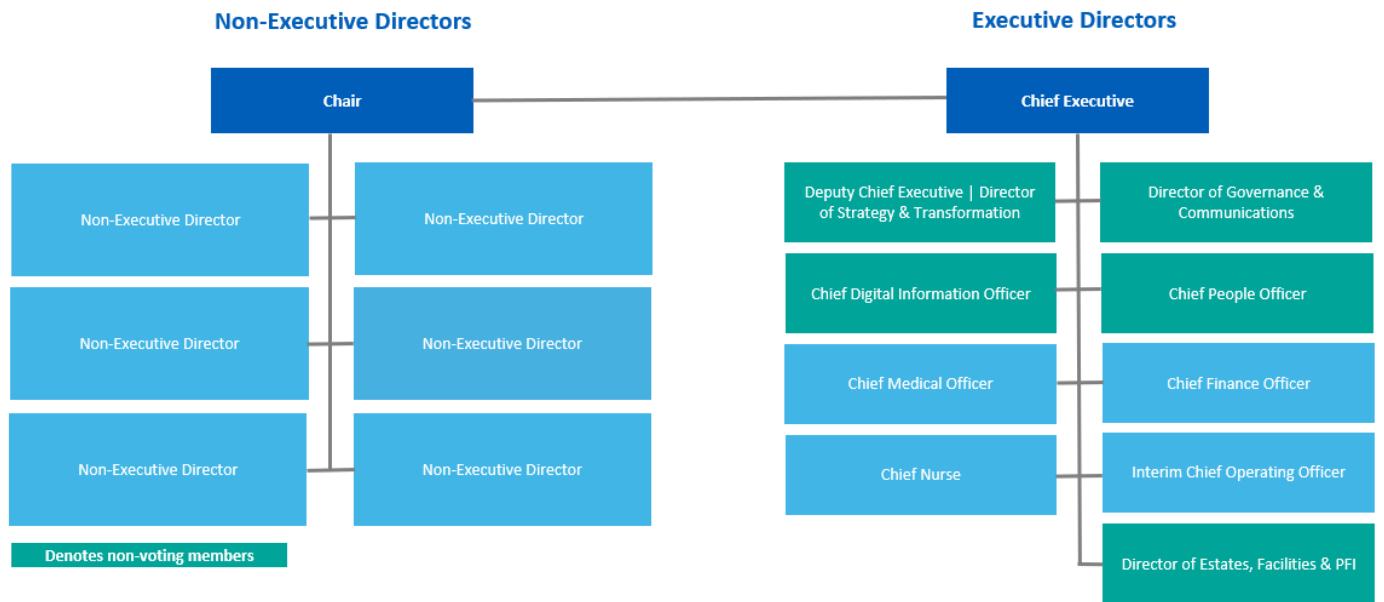 Non-Executive Directors
Executive Directors
Chair
Chief Executive
Non-Executive Director
Non-Executive Director
Deputy Chief Executive | Director
of Strategy & Transformation
Director of Governance &
Communications
Chief Digital Information Officer
Chief People Officer
Non-Executive Director
Non-Executive Director
Chief Medical Officer
Chief Finance Officer
Non-Executive Director
Non-Executive Director
Chief Nurse
Interim Chief Operating Officer
Denotes non-voting members
Director of Estates, Facilities & PFI